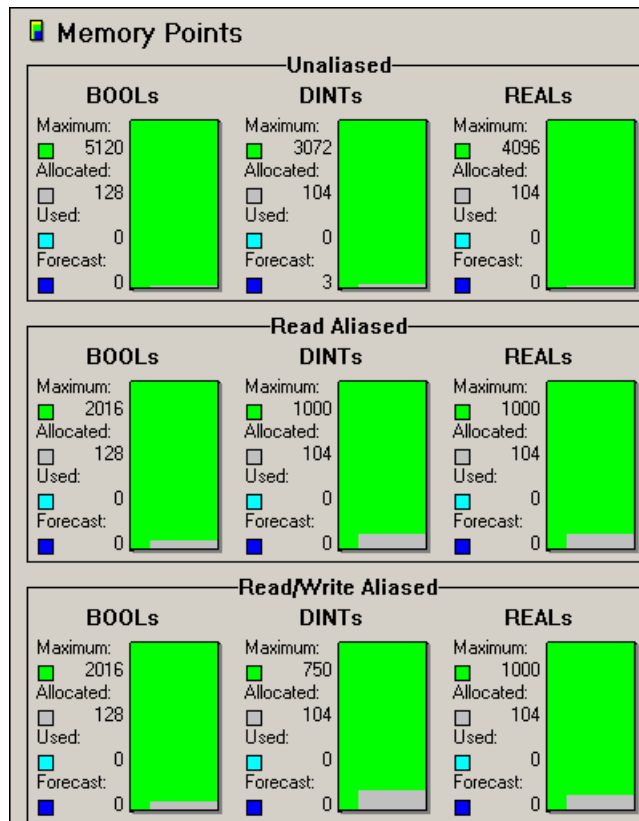 Memory Points
Unaliased
BOOLs DINTs REALs
Maximum: Maximum: Maximum:
5120 3072 4096
Allocated: Allocated: Allocated:
128 104 104
Used: Used: Used:
0 0 0
Forecast: Forecast: Forecast:
0 3 0
Read Aliased
BOOLs DINTs REALs
Maximum: Maximum: Maximum:
2016 1000 1000
Allocated: Allocated: Allocated:
128 104 104
Used: Used: Used:
0 0 0
Forecast: Forecast: Forecast:
0 0 0
Read/Write Aliased
BOOLs DINTs REALs
Maximum: Maximum: Maximum:
2016 750 1000
Allocated: Allocated: Allocated:
128 104 104
Used: Used: Used:
0 0 0
Forecast: Forecast: Forecast:
0 0 0